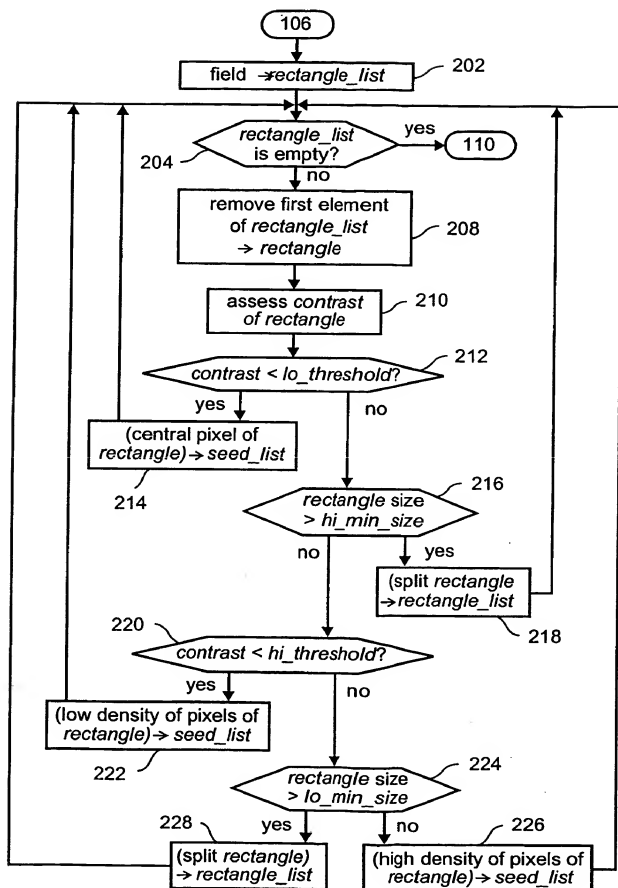 106
field → rectangle_list
202
rectangle_list
is empty?
yes
110
204
no
remove first element
of rectangle_list
→ rectangle
208
assess contrast
of rectangle
210
212
contrast < lo_threshold?
yes
no
(central pixel of
rectangle) → seed_list
214
216
rectangle size
> hi_min_size
no
yes
(split rectangle
→ rectangle_list)
218
220
contrast < hi_threshold?
yes
no
(low density of pixels of
rectangle) → seed_list
222
224
rectangle size
> lo_min_size
228
yes
no
226
(split rectangle)
→ rectangle_list
(high density of pixels of
rectangle) → seed_list